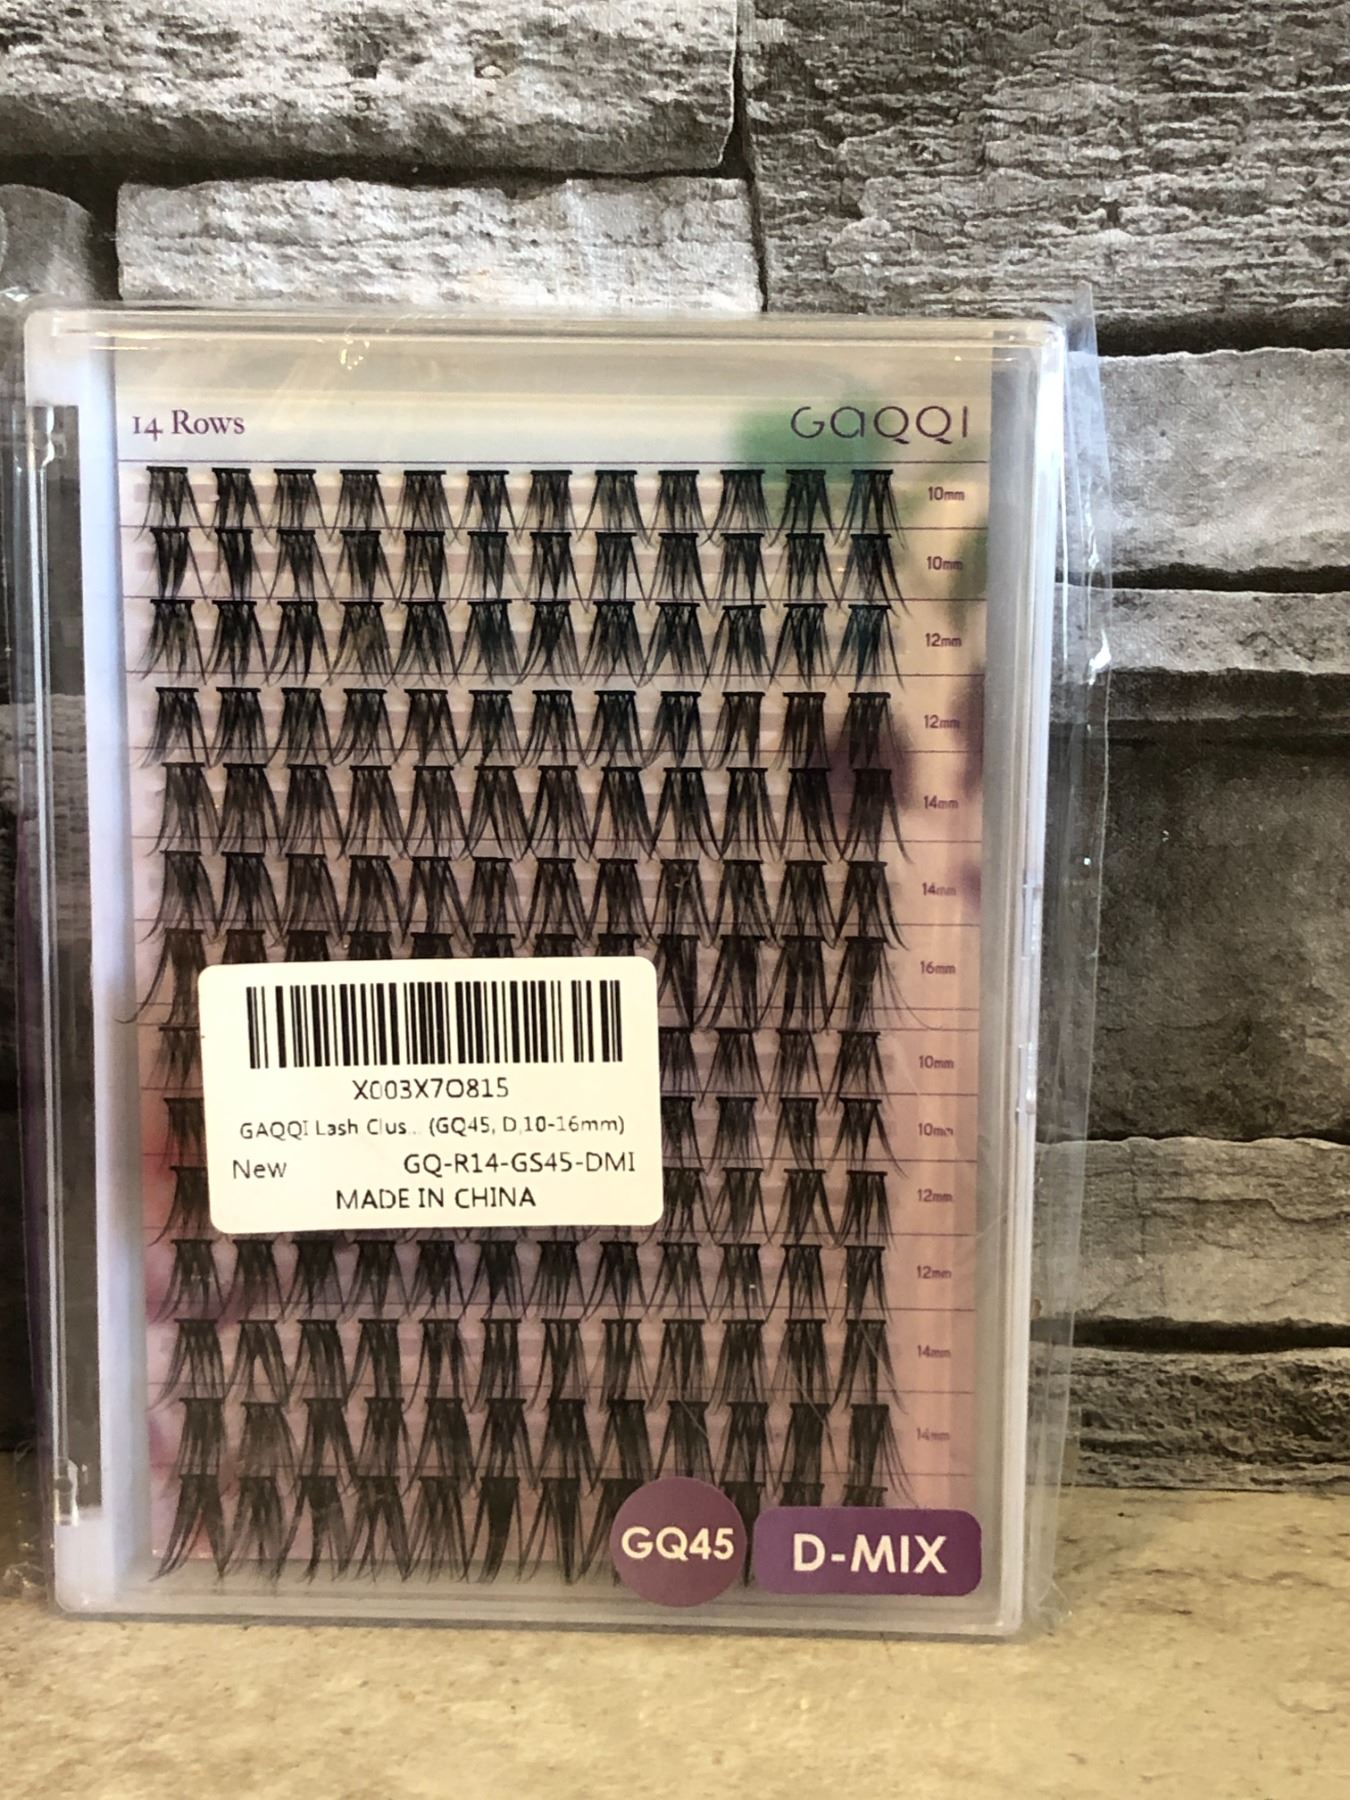 14 Rows
GAQQI
10mm
10mm
12mm
12mm
14mm
14mm
16mm
10mm
10mm
12mm
12mm
14mm
14mm
X003X7O815
GAQQI Lash Clus... (GQ45, D,10-16mm)
New GQ-R14-GS45-DMI
MADE IN CHINA
GQ45
D-MIX